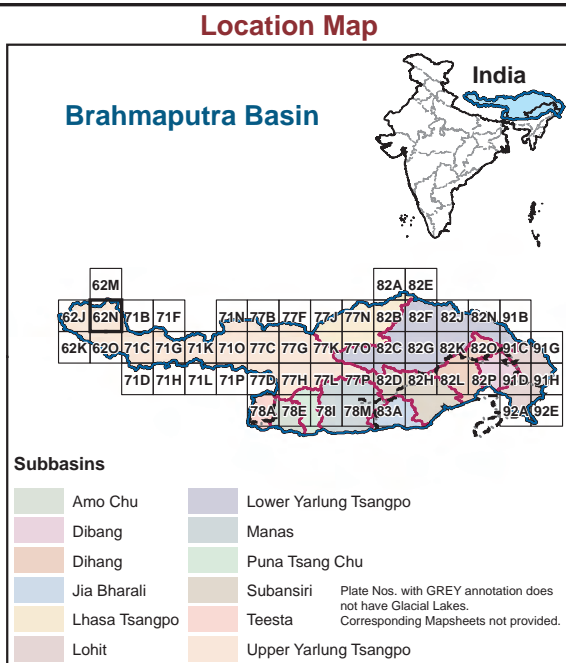 Location Map
India
Brahmaputra Basin
62M 82A 82E
62J 62N 71B 71F 71N 77B 77F 77J 77N 82B 82F 82J 82N 91B
62K 62O 71C 71G 71K 71O 77C 77G 77K 77O 82C 82G 82K 82O 91C 91G
71D 71H 71L 71P 77D 77H 77L 77P 82D 82H 82L 82P 91D 91H
78A 78E 78I 78M 83A 92A 92E
Subbasins
Amo Chu
Dibang
Dihang
Jia Bharali
Lhasa Tsangpo
Lohit
Lower Yarlung Tsangpo
Manas
Puna Tsang Chu
Subansiri
Teesta
Upper Yarlung Tsangpo
Plate Nos. with GREY annotation does
not have Glacial Lakes.
Corresponding Mapsheets not provided.